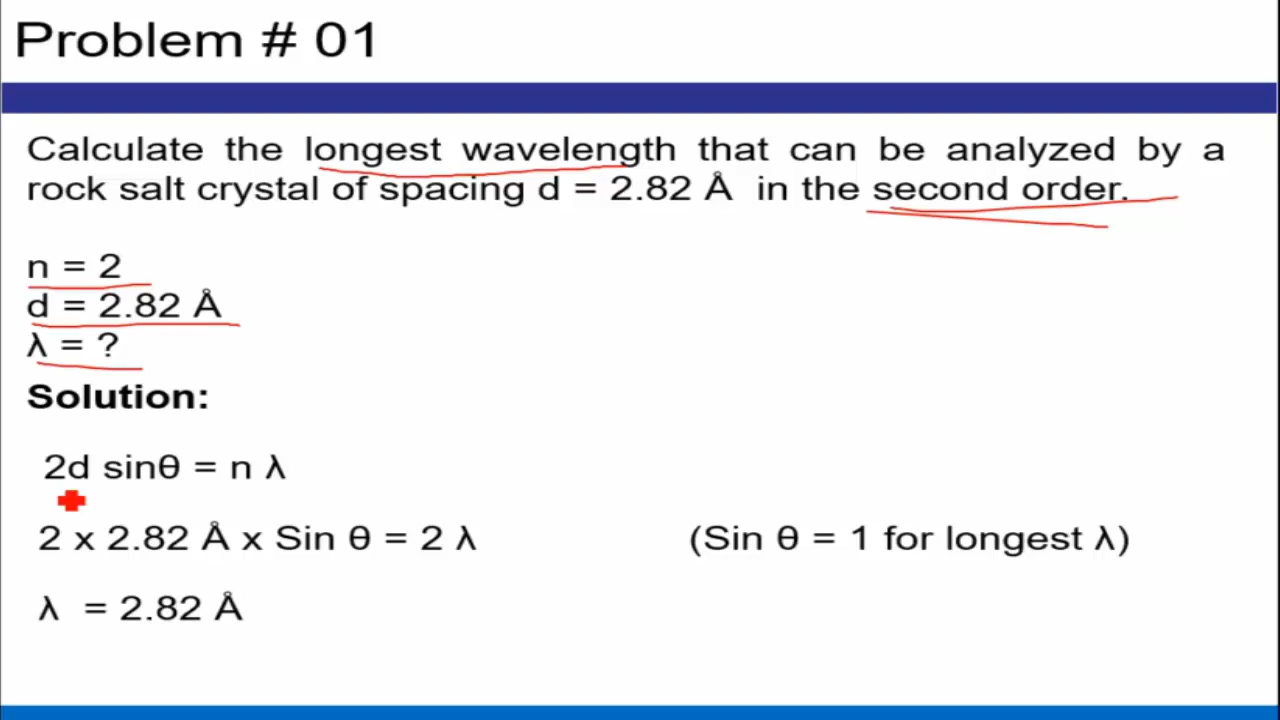 Problem # 01
Calculate the longest wavelength that can be analyzed by a
rock salt crystal of spacing d = 2.82 Å in the second order.
n = 2
d = 2.82 Å
λ = ?
Solution:
2d sinθ = n λ
2 x 2.82 Å x Sin θ = 2 λ (Sin θ = 1 for longest λ)
λ = 2.82 Å